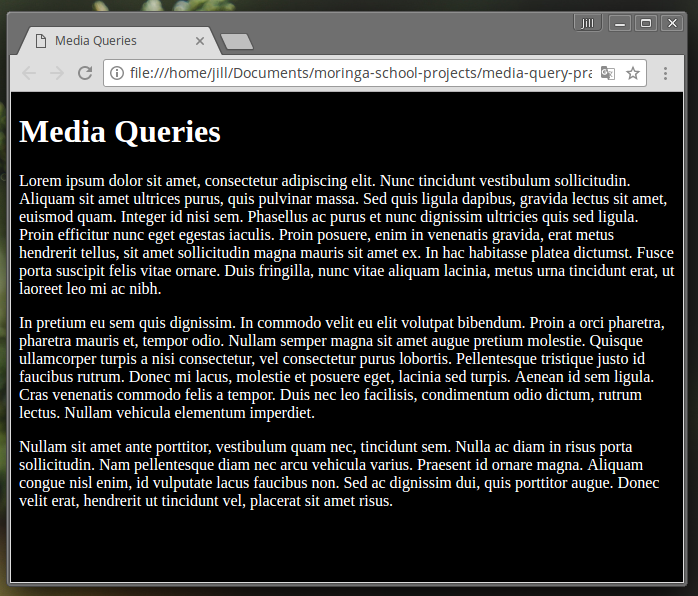 Jill
Media Queries
file:///home/jill/Documents/moringa-school-projects/media-query-pra
Media Queries
Lorem ipsum dolor sit amet, consectetur adipiscing elit. Nunc tincidunt vestibulum sollicitudin.
Aliquam sit amet ultrices purus, quis pulvinar massa. Sed quis ligula dapibus, gravida lectus sit amet,
euismod quam. Integer id nisi sem. Phasellus ac purus et nunc dignissim ultricies quis sed ligula.
Proin efficitur nunc eget egestas iaculis. Proin posuere, enim in venenatis gravida, erat metus
hendrerit tellus, sit amet sollicitudin magna mauris sit amet ex. In hac habitasse platea dictumst. Fusce
porta suscipit felis vitae ornare. Duis fringilla, nunc vitae aliquam lacinia, metus urna tincidunt erat, ut
laoreet leo mi ac nibh.
In pretium eu sem quis dignissim. In commodo velit eu elit volutpat bibendum. Proin a orci pharetra,
pharetra mauris et, tempor odio. Nullam semper magna sit amet augue pretium molestie. Quisque
ullamcorper turpis a nisi consectetur, vel consectetur purus lobortis. Pellentesque tristique justo id
faucibus rutrum. Donec mi lacus, molestie et posuere eget, lacinia sed turpis. Aenean id sem ligula.
Cras venenatis commodo felis a tempor. Duis nec leo facilisis, condimentum odio dictum, rutrum
lectus. Nullam vehicula elementum imperdiet.
Nullam sit amet ante porttitor, vestibulum quam nec, tincidunt sem. Nulla ac diam in risus porta
sollicitudin. Nam pellentesque diam nec arcu vehicula varius. Praesent id ornare magna. Aliquam
congue nisl enim, id vulputate lacus faucibus non. Sed ac dignissim dui, quis porttitor augue. Donec
velit erat, hendrerit ut tincidunt vel, placerat sit amet risus.